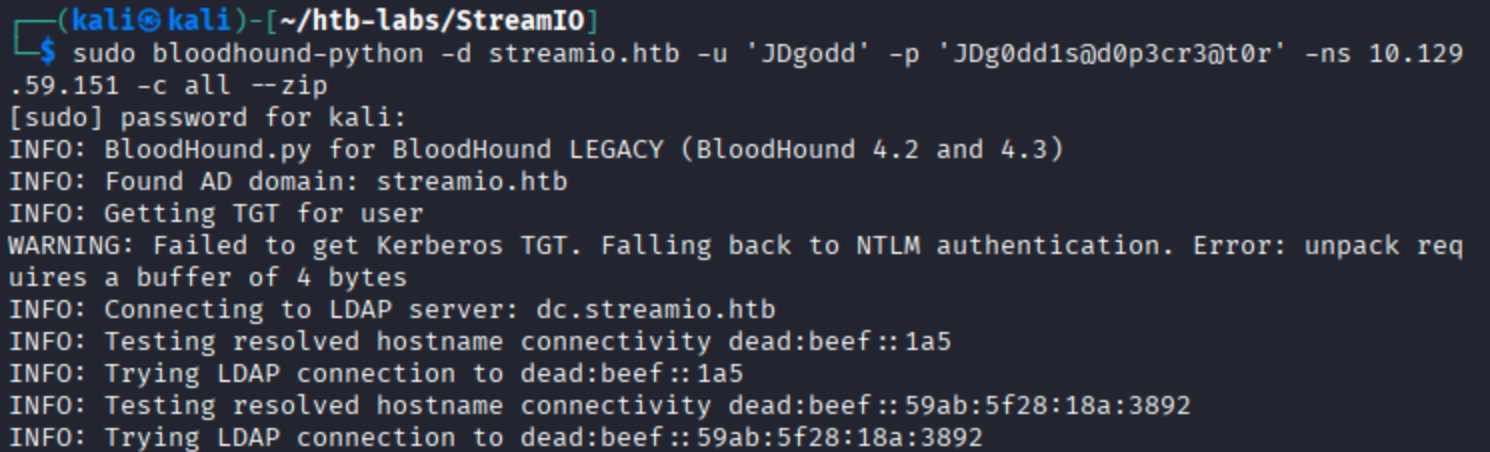 ┌──(kali㉿kali)-[~/htb-labs/StreamIO]
└─$ sudo bloodhound-python -d streamio.htb -u 'JDgodd' -p 'JDg0dd1s@d0p3cr3@t0r' -ns 10.129
.59.151 -c all --zip
[sudo] password for kali:
INFO: BloodHound.py for BloodHound LEGACY (BloodHound 4.2 and 4.3)
INFO: Found AD domain: streamio.htb
INFO: Getting TGT for user
WARNING: Failed to get Kerberos TGT. Falling back to NTLM authentication. Error: unpack req
uires a buffer of 4 bytes
INFO: Connecting to LDAP server: dc.streamio.htb
INFO: Testing resolved hostname connectivity dead:beef::1a5
INFO: Trying LDAP connection to dead:beef::1a5
INFO: Testing resolved hostname connectivity dead:beef::59ab:5f28:18a:3892
INFO: Trying LDAP connection to dead:beef::59ab:5f28:18a:3892